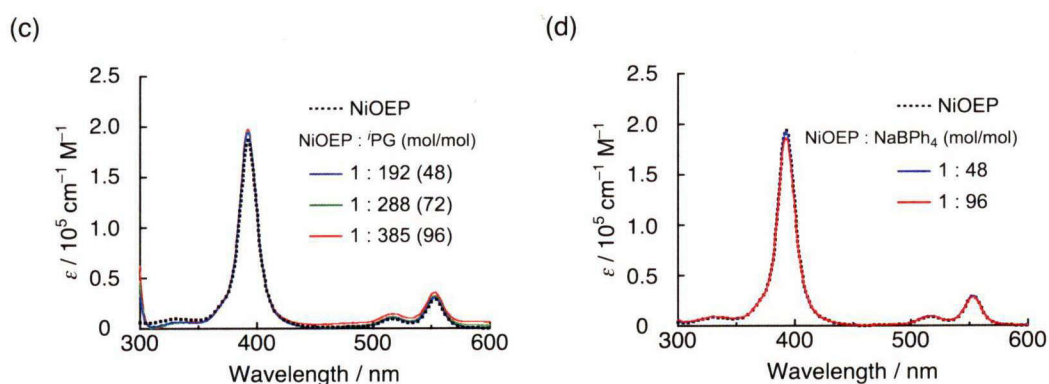 (c)
2.5
2.0
1.5
1.0
0.5
0
ε / 10⁵ cm⁻¹ M⁻¹
NiOEP
NiOEP : ⁱPG (mol/mol)
1 : 192 (48)
1 : 288 (72)
1 : 385 (96)
300 400 500 600
Wavelength / nm
(d)
2.5
2.0
1.5
1.0
0.5
0
ε / 10⁵ cm⁻¹ M⁻¹
NiOEP
NiOEP : NaBPh₄ (mol/mol)
1 : 48
1 : 96
300 400 500 600
Wavelength / nm